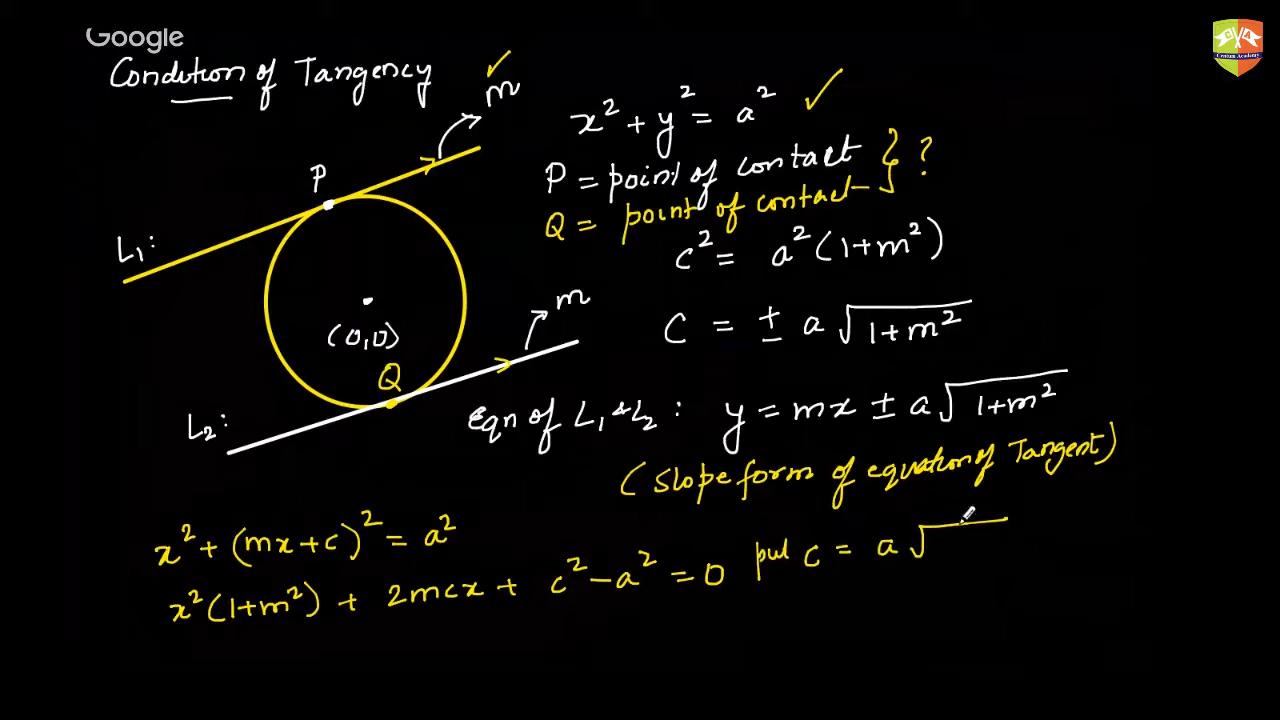 Google
Condition of Tangency
m
x² + y² = a²
P
P = point of contact
Q = point of contact
?
L₁:
c² = a²(1+m²)
m
C = ± a√1+m²
(0,0)
Q
L₂:
Eqn of L₁ & L₂ : y = mx ± a√1+m²
(slope form of equation of Tangent)
x² + (mx+c)² = a²
x²(1+m²) + 2mcx + c²-a² = 0
put c = a√
Centum Academy